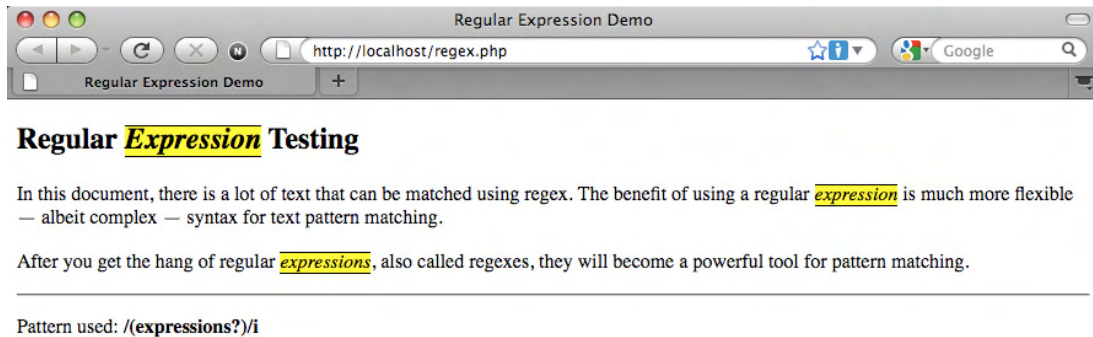 Regular Expression Demo
http://localhost/regex.php
Google
Regular Expression Demo
+
Regular Expression Testing
In this document, there is a lot of text that can be matched using regex. The benefit of using a regular expression is much more flexible
— albeit complex — syntax for text pattern matching.
After you get the hang of regular expressions, also called regexes, they will become a powerful tool for pattern matching.
Pattern used: /(expressions?)/i